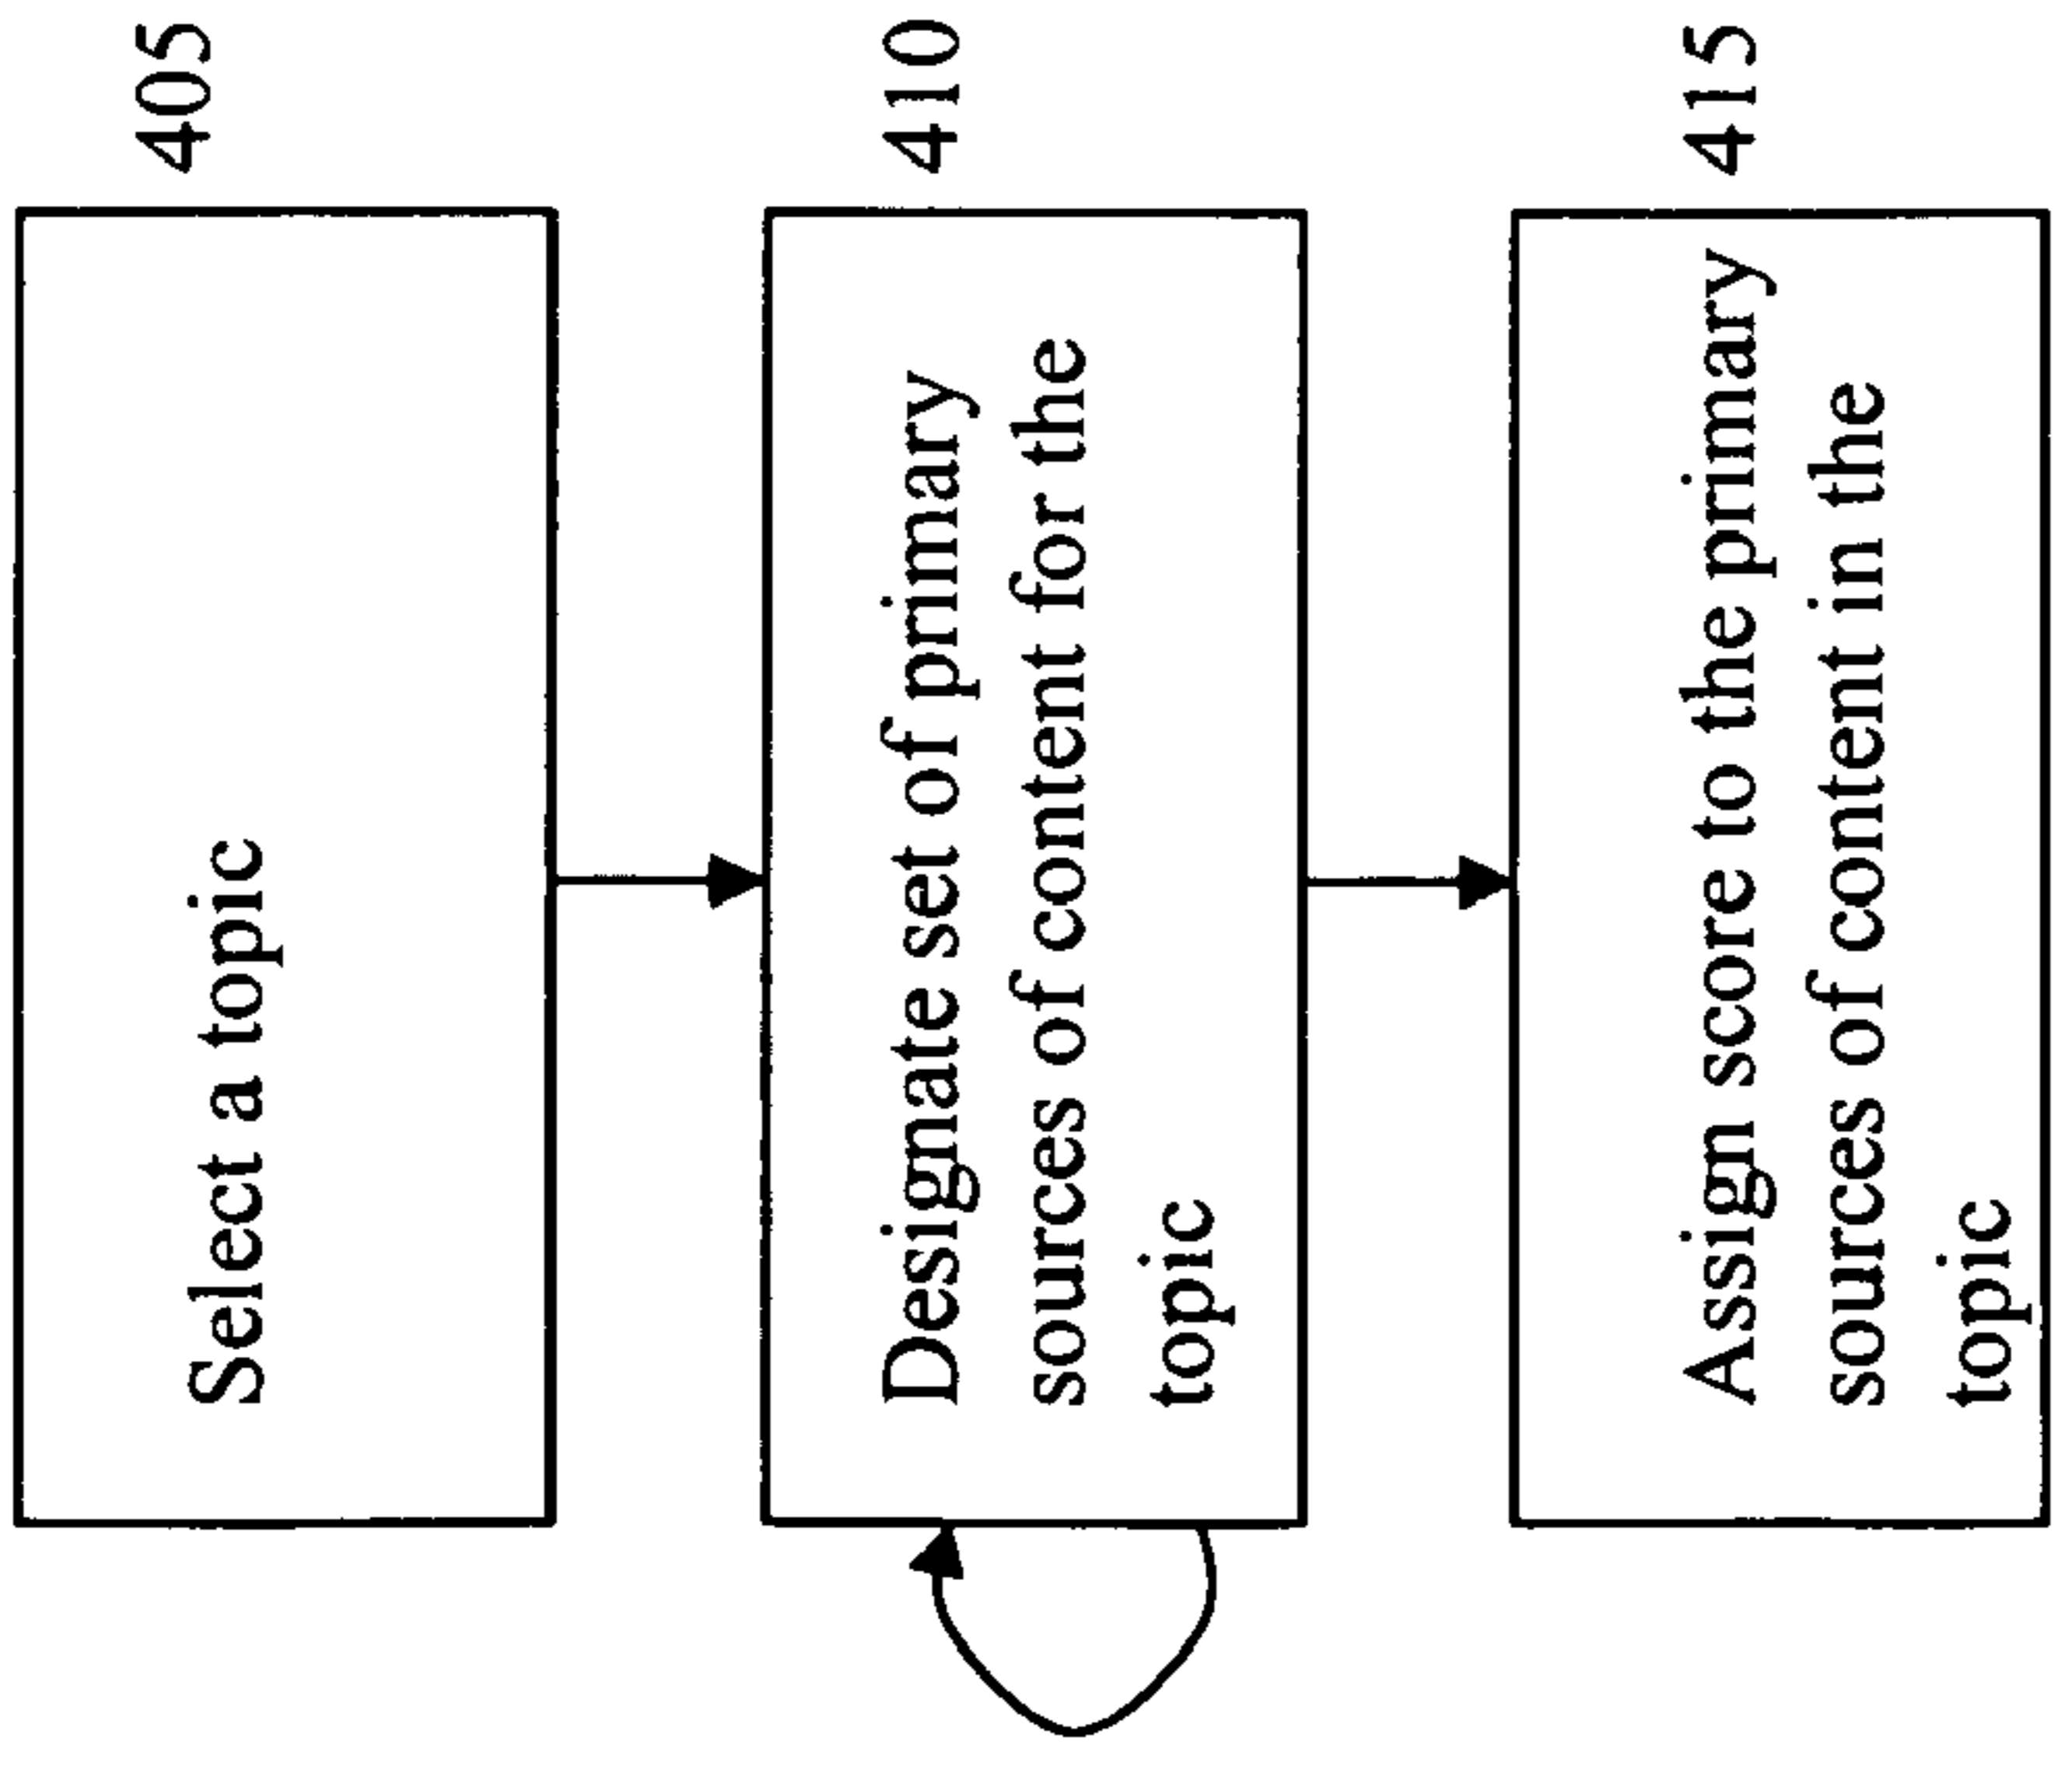 Select a topic
405
Designate set of primary
sources of content for the
topic
410
Assign score to the primary
sources of content in the
topic
415